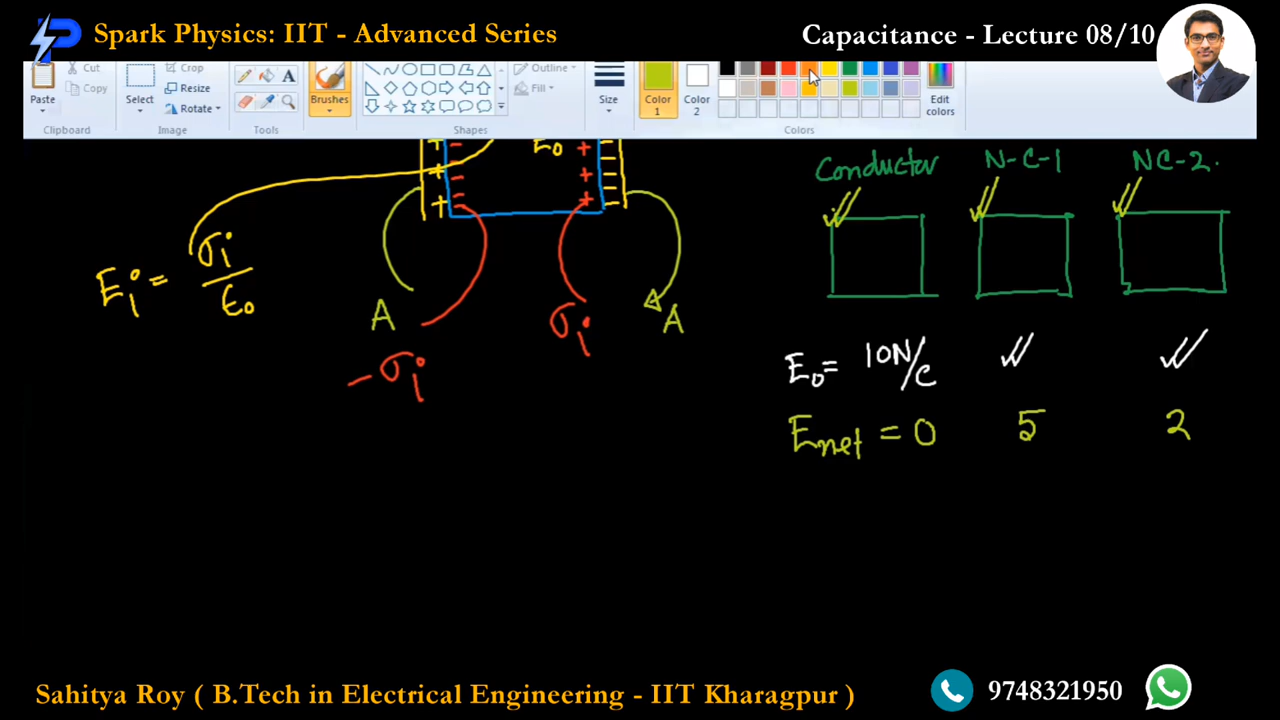 Spark Physics: IIT - Advanced Series
Capacitance - Lecture 08/10
Paste
Cut
Copy
Clipboard
Select
Crop
Resize
Rotate
Image
A
Tools
Brushes
Outline
Fill
Shapes
Size
Color 1
Color 2
Edit colors
Colors
+ - E₀ + -
+ - + -
+ - + -
Conductor N-C-1 NC-2.
Eᵢ = σᵢ/ε₀
A
σᵢ
A
-σᵢ
E₀ = 10N/C
Enet = 0 5 2
Sahitya Roy ( B.Tech in Electrical Engineering - IIT Kharagpur )
9748321950